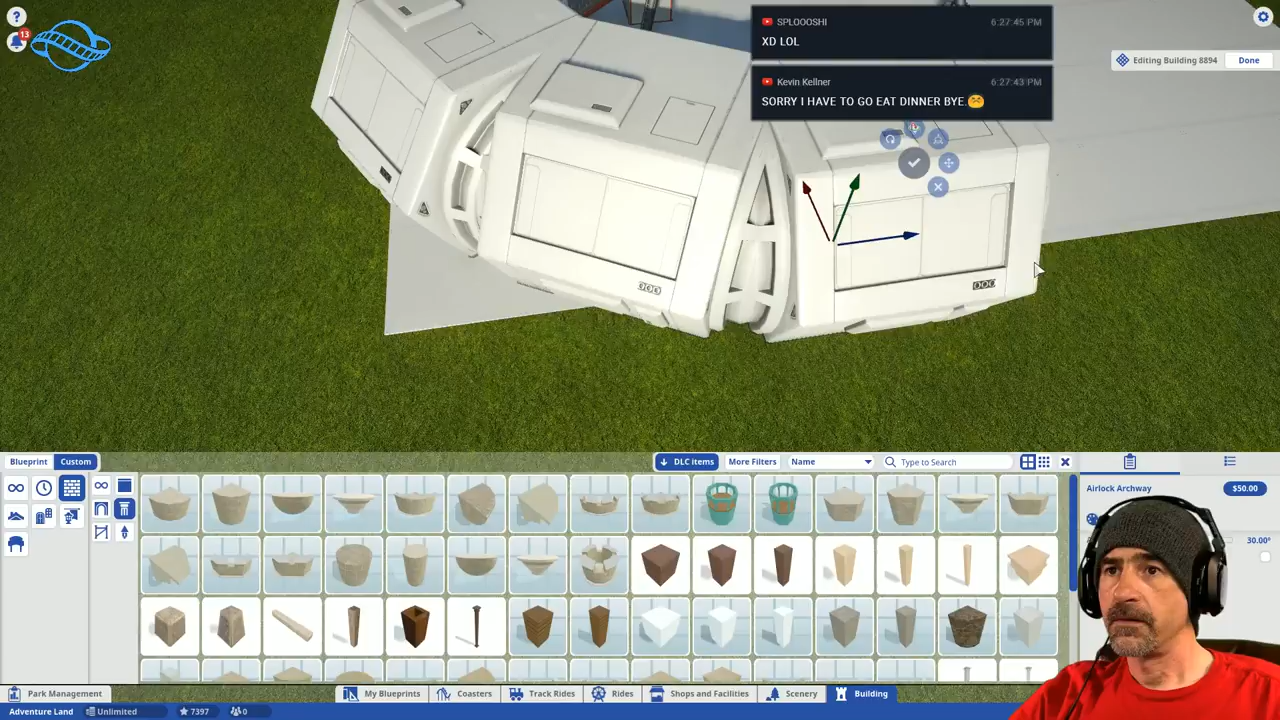 ?
13
SPLOOOSHI 6:27:45 PM
XD LOL
Kevin Kellner 6:27:43 PM
SORRY I HAVE TO GO EAT DINNER BYE.
Editing Building 8894 Done
Blueprint Custom DLC items More Filters Name Type to Search
Airlock Archway $50.00
30.00°
Park Management My Blueprints Coasters Track Rides Rides Shops and Facilities Scenery Building
Adventure Land Unlimited 7397 0